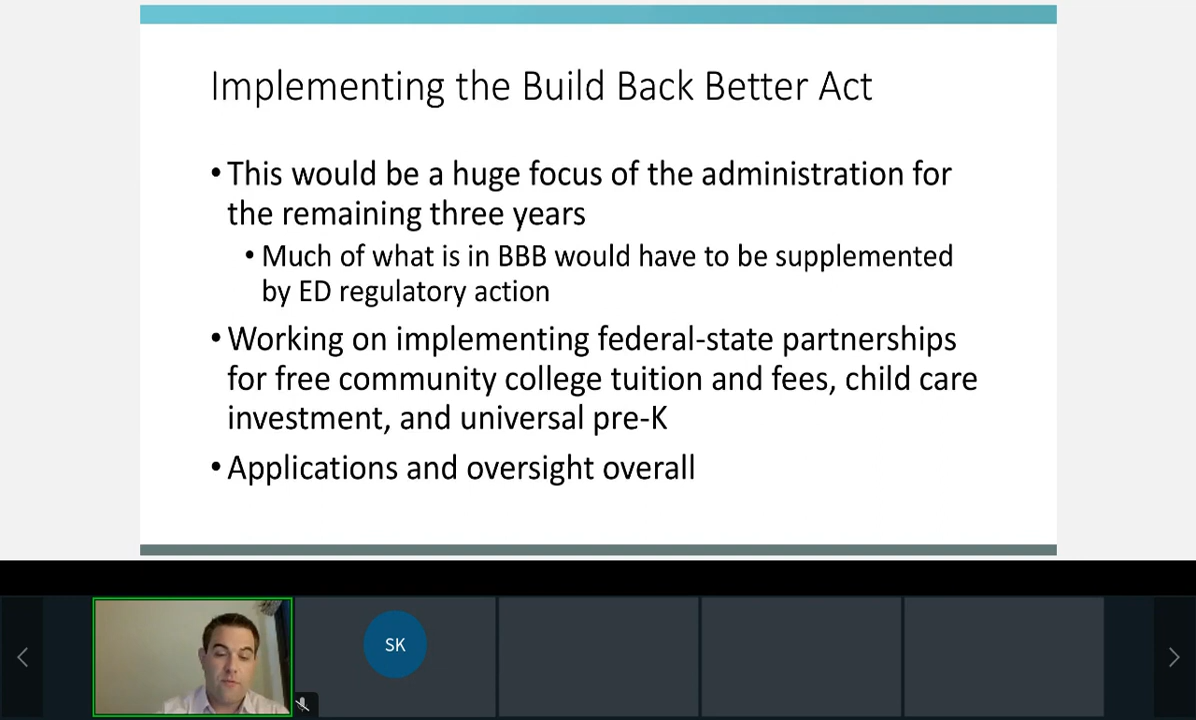 Implementing the Build Back Better Act
• This would be a huge focus of the administration for
the remaining three years
• Much of what is in BBB would have to be supplemented
by ED regulatory action
• Working on implementing federal-state partnerships
for free community college tuition and fees, child care
investment, and universal pre-K
• Applications and oversight overall
SK